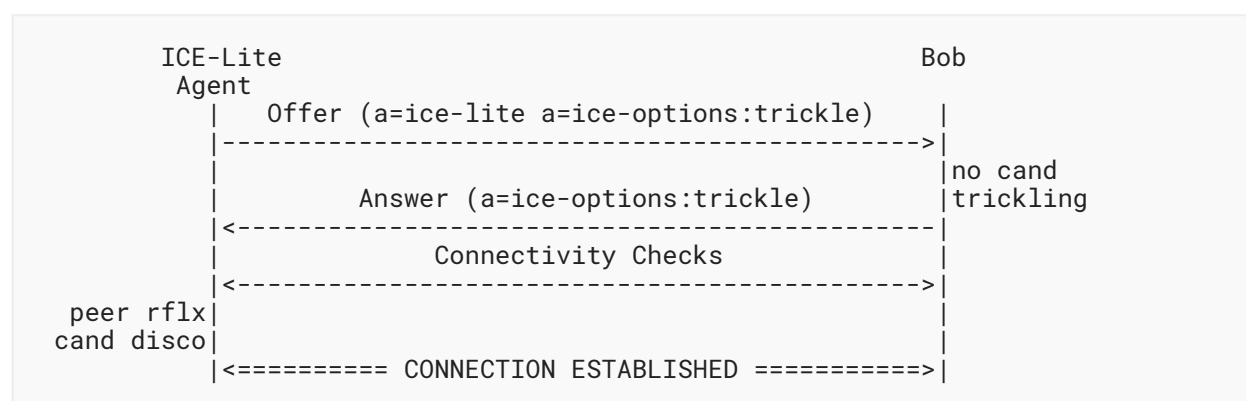 ICE-Lite                                          Bob
 Agent
   |   Offer (a=ice-lite a=ice-options:trickle)    |
   |---------------------------------------------->|
   |                                               |no cand
   |         Answer (a=ice-options:trickle)        |trickling
   |<----------------------------------------------|
   |              Connectivity Checks              |
   |<--------------------------------------------->|
peer rflx|                                               |
cand disco|                                               |
   |<========== CONNECTION ESTABLISHED ===========>|